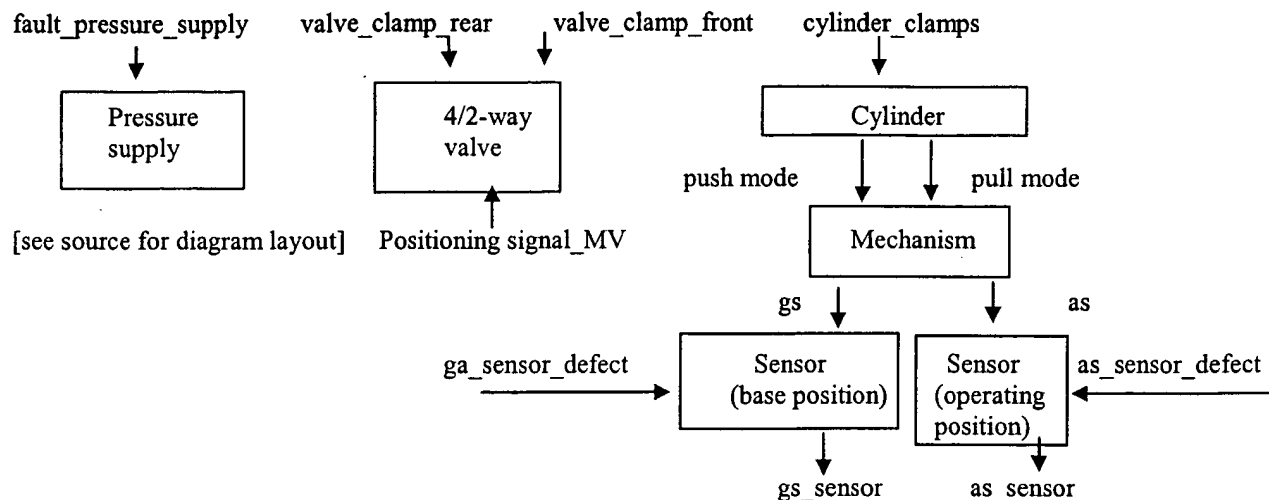 fault_pressure_supply
valve_clamp_rear
valve_clamp_front
cylinder_clamps
Pressure
supply
4/2-way
valve
Cylinder
push mode
pull mode
[see source for diagram layout]
Positioning signal_MV
Mechanism
gs
as
ga_sensor_defect
Sensor
(base position)
Sensor
(operating
position)
as_sensor_defect
gs_sensor
as_sensor